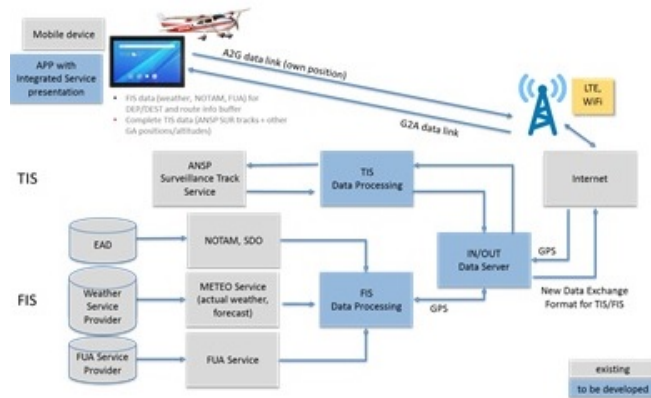 Mobile device
APP with
Integrated Service
presentation
A2G data link (own position)
G2A data link
LTE,
WiFi
• FIS data (weather, NOTAM, FUA) for
DEP/DEST and route info buffer
• Complete TIS data (ANSP SUR tracks + other
GA positions/attitudes)
TIS
ANSP
Surveillance Track
Service
TIS
Data Processing
Internet
EAD
NOTAM, SDO
IN/OUT
Data Server
GPS
FIS
Weather
Service
Provider
METEO Service
(actual weather,
forecast)
FIS
Data Processing
GPS
New Data Exchange
Format for TIS/FIS
FUA Service
Provider
FUA Service
existing
to be developed